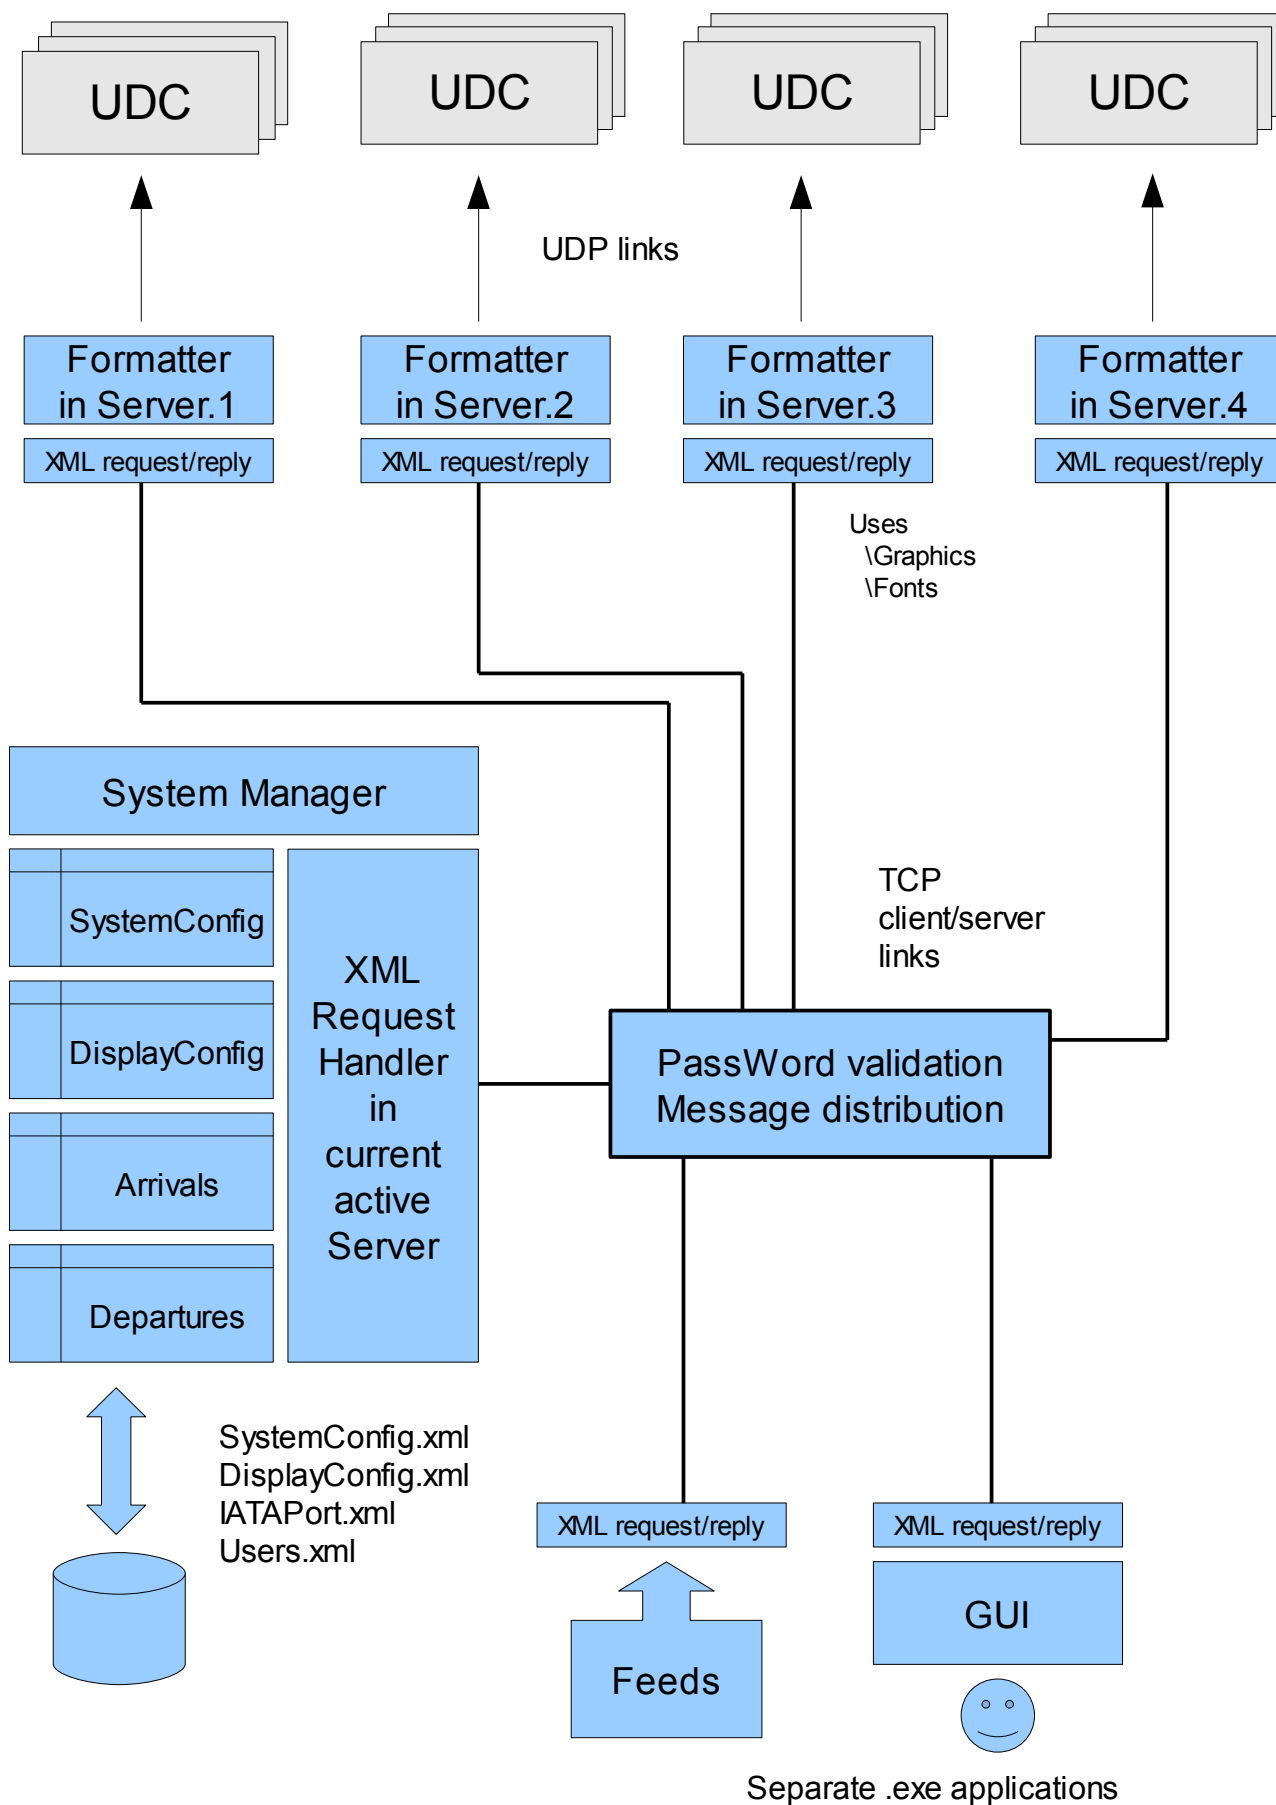 UDC
UDC
UDC
UDC
UDP links
Formatter
in Server.1
Formatter
in Server.2
Formatter
in Server.3
Formatter
in Server.4
XML request/reply
XML request/reply
XML request/reply
XML request/reply
Uses
\Graphics
\Fonts
System Manager
SystemConfig
DisplayConfig
Arrivals
Departures
XML
Request
Handler
in
current
active
Server
TCP
client/server
links
PassWord validation
Message distribution
SystemConfig.xml
DisplayConfig.xml
IATAPort.xml
Users.xml
XML request/reply
XML request/reply
Feeds
GUI
Separate .exe applications